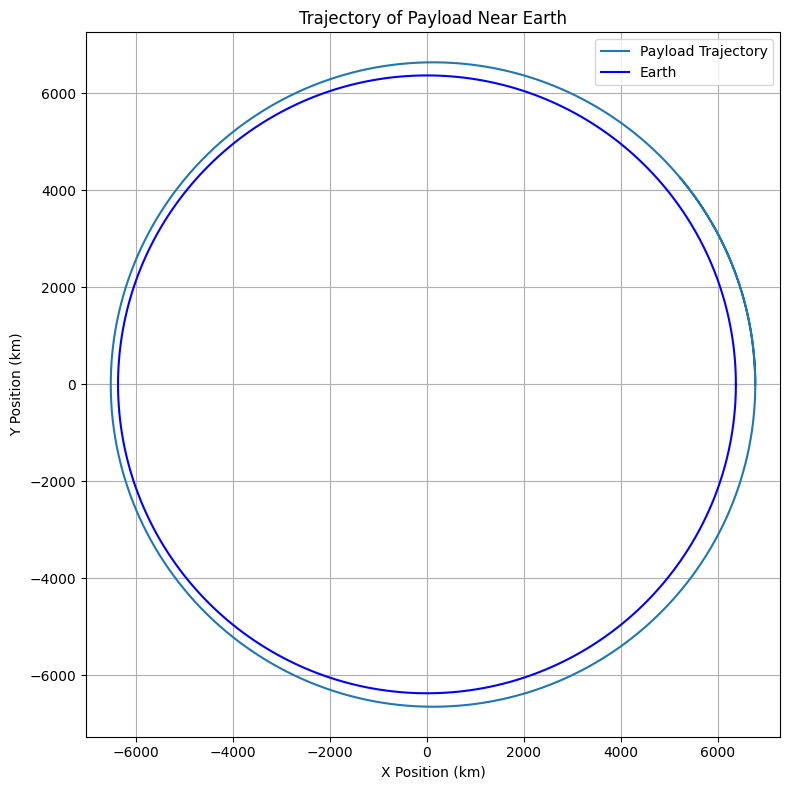 Trajectory of Payload Near Earth
Payload Trajectory
Earth
Y Position (km)
6000
4000
2000
0
−2000
−4000
−6000
−6000
−4000
−2000
0
2000
4000
6000
X Position (km)